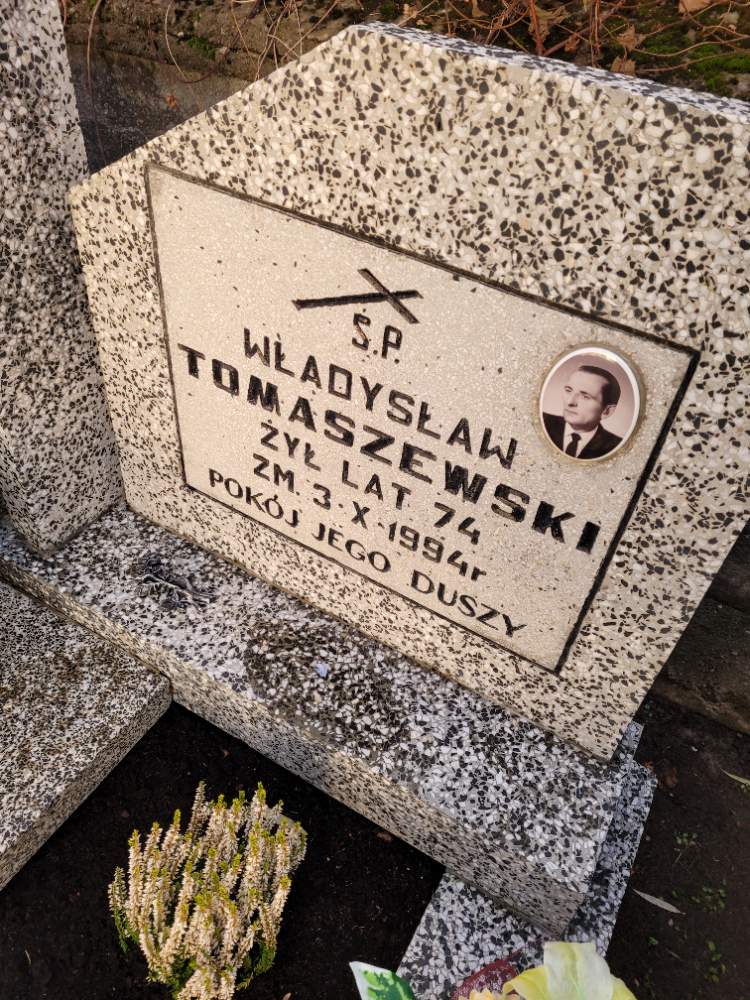 Ś.P.
WŁADYSŁAW
TOMASZEWSKI
ŻYŁ LAT 74
ZM. 3·X·1994r
POKÓJ JEGO DUSZY